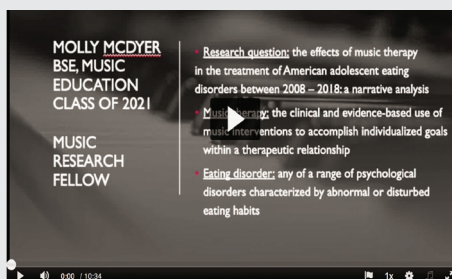 MOLLY MCDYER
BSE, MUSIC
EDUCATION
CLASS OF 2021
MUSIC
RESEARCH
FELLOW
• Research question: the effects of music therapy
in the treatment of American adolescent eating
disorders between 2008 – 2018: a narrative analysis
• Music therapy: the clinical and evidence-based use of
music interventions to accomplish individualized goals
within a therapeutic relationship
• Eating disorder: any of a range of psychological
disorders characterized by abnormal or disturbed
eating habits
0:00 / 10:34
1x